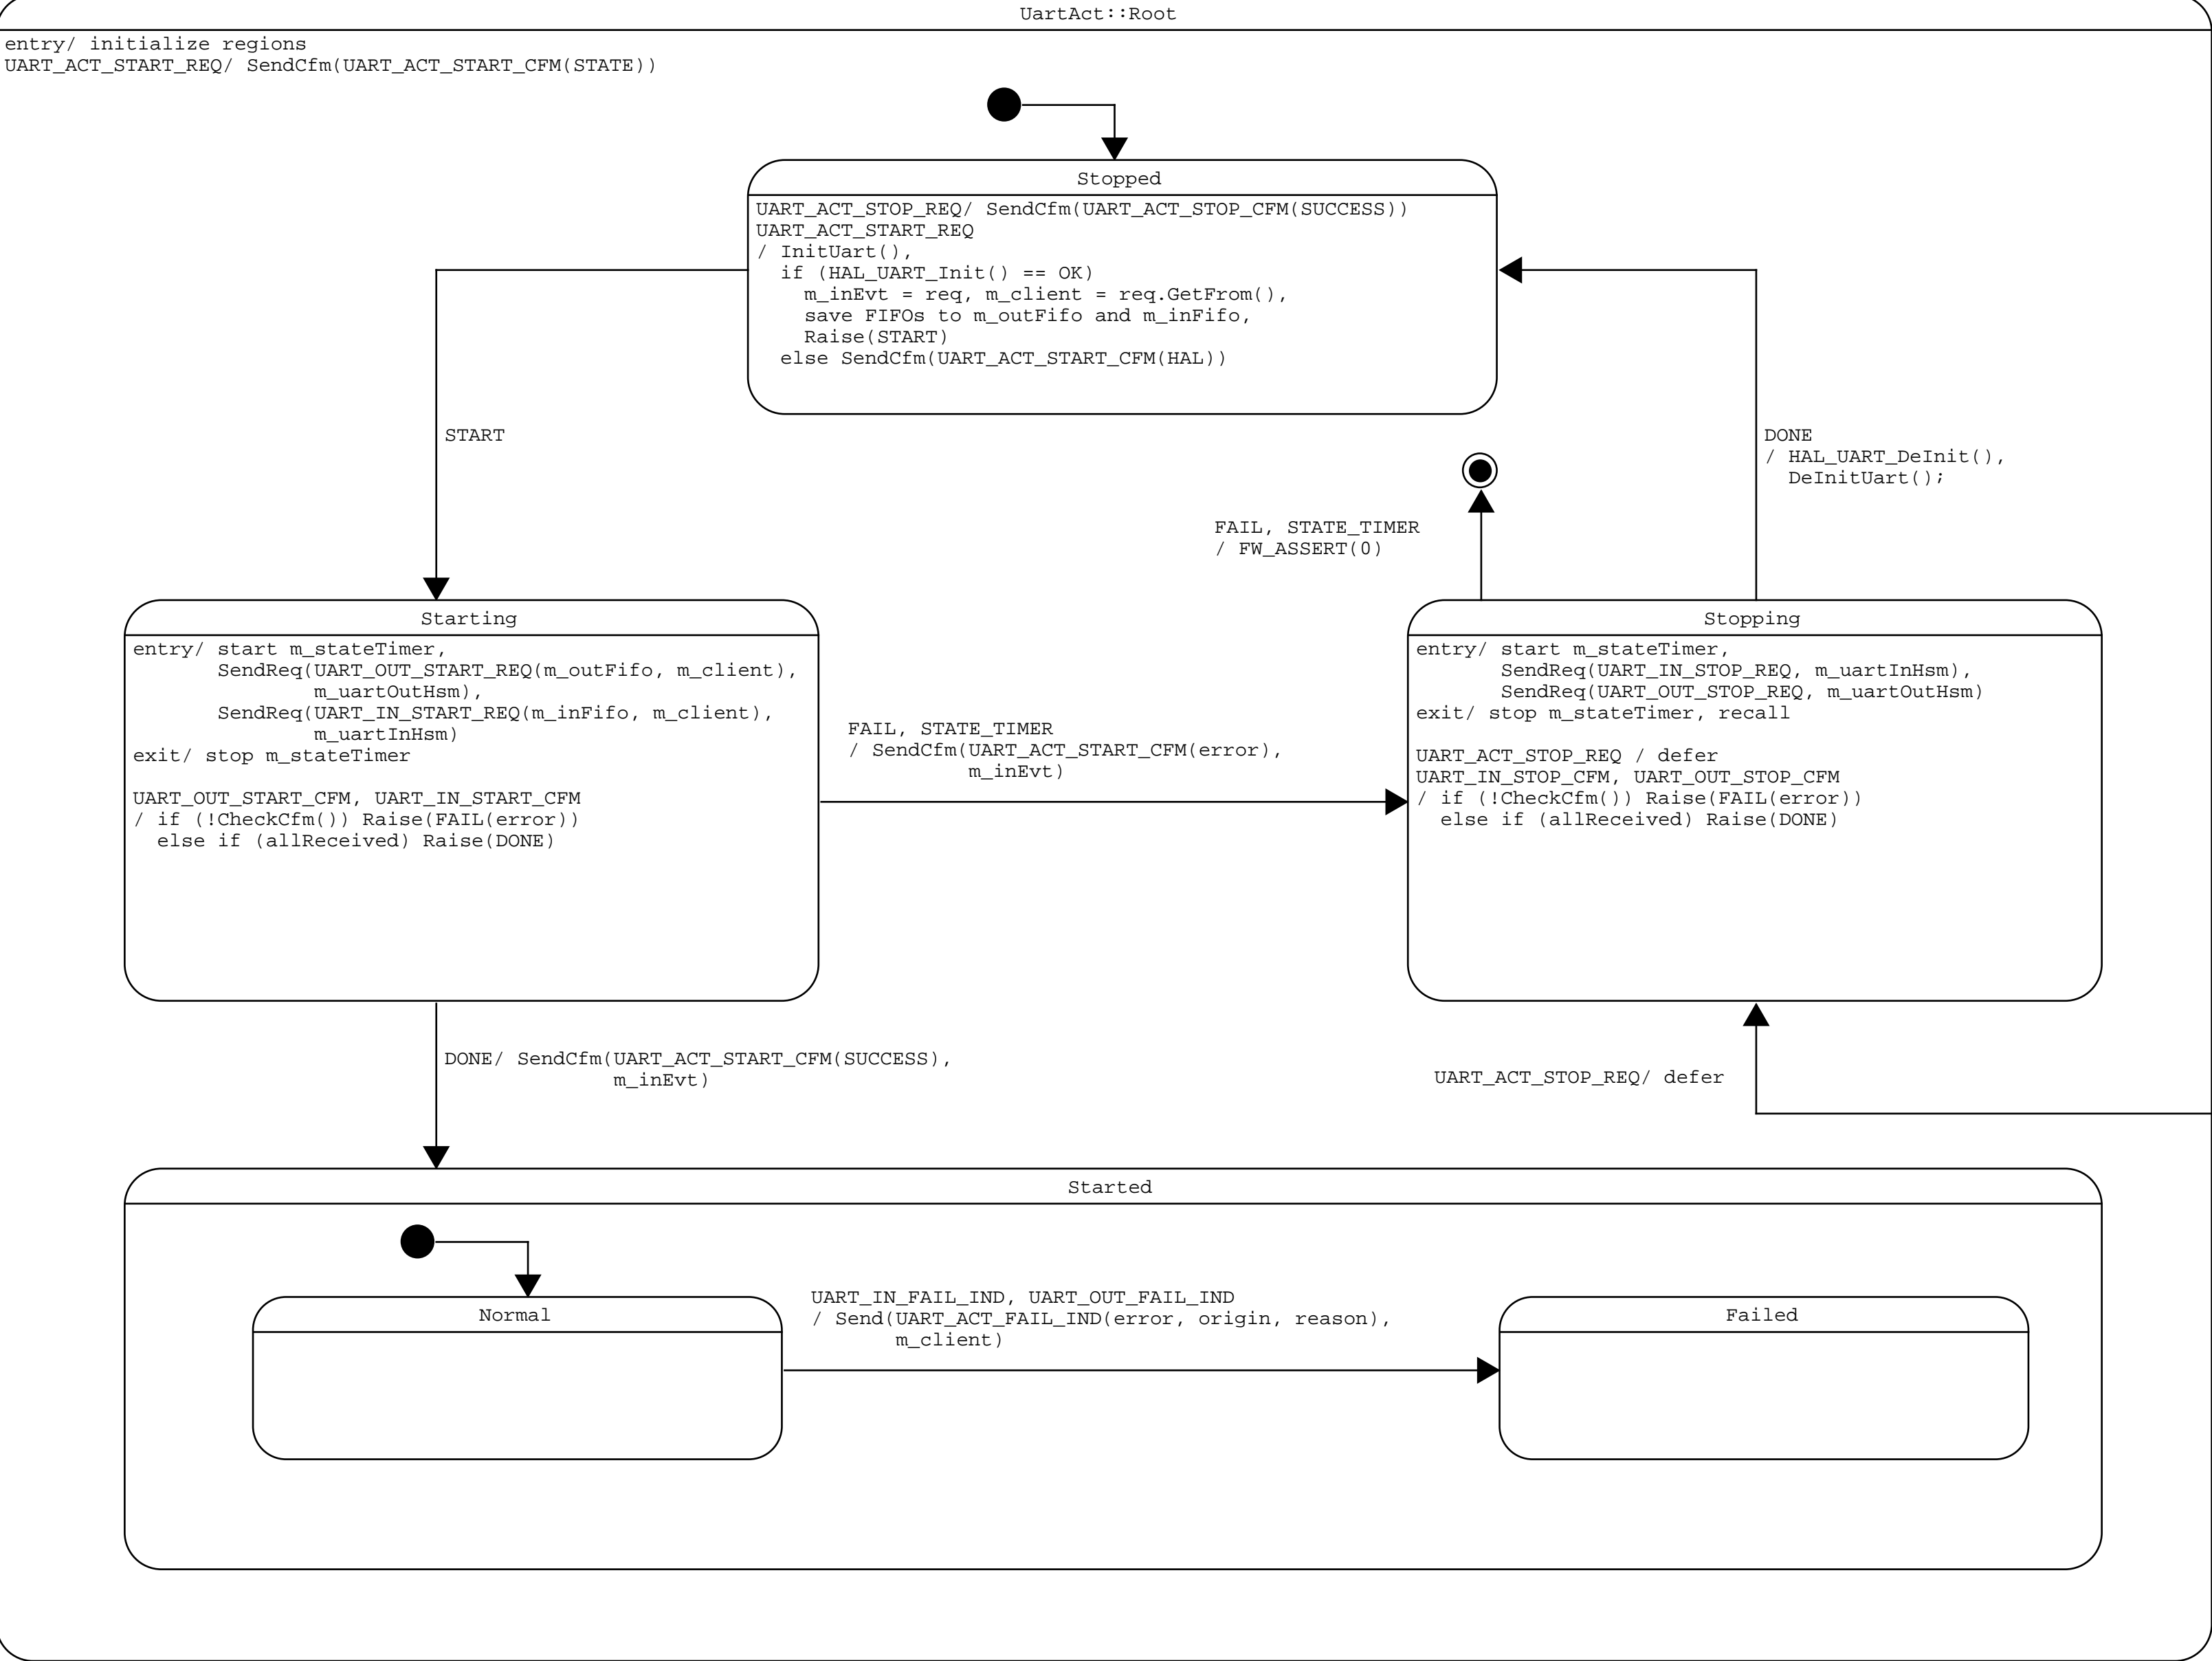 UartAct::Root
entry/ initialize regions
UART_ACT_START_REQ/ SendCfm(UART_ACT_START_CFM(STATE))
Stopped
UART_ACT_STOP_REQ/ SendCfm(UART_ACT_STOP_CFM(SUCCESS))
UART_ACT_START_REQ
/ InitUart(),
if (HAL_UART_Init() == OK)
m_inEvt = req, m_client = req.GetFrom(),
save FIFOs to m_outFifo and m_inFifo,
Raise(START)
else SendCfm(UART_ACT_START_CFM(HAL))
START
DONE
/ HAL_UART_DeInit(),
DeInitUart();
FAIL, STATE_TIMER
/ FW_ASSERT(0)
Starting
entry/ start m_stateTimer,
SendReq(UART_OUT_START_REQ(m_outFifo, m_client),
m_uartOutHsm),
SendReq(UART_IN_START_REQ(m_inFifo, m_client),
m_uartInHsm)
exit/ stop m_stateTimer
UART_OUT_START_CFM, UART_IN_START_CFM
/ if (!CheckCfm()) Raise(FAIL(error))
else if (allReceived) Raise(DONE)
FAIL, STATE_TIMER
/ SendCfm(UART_ACT_START_CFM(error),
m_inEvt)
Stopping
entry/ start m_stateTimer,
SendReq(UART_IN_STOP_REQ, m_uartInHsm),
SendReq(UART_OUT_STOP_REQ, m_uartOutHsm)
exit/ stop m_stateTimer, recall
UART_ACT_STOP_REQ / defer
UART_IN_STOP_CFM, UART_OUT_STOP_CFM
/ if (!CheckCfm()) Raise(FAIL(error))
else if (allReceived) Raise(DONE)
DONE/ SendCfm(UART_ACT_START_CFM(SUCCESS),
m_inEvt)
UART_ACT_STOP_REQ/ defer
Started
Normal
UART_IN_FAIL_IND, UART_OUT_FAIL_IND
/ Send(UART_ACT_FAIL_IND(error, origin, reason),
m_client)
Failed